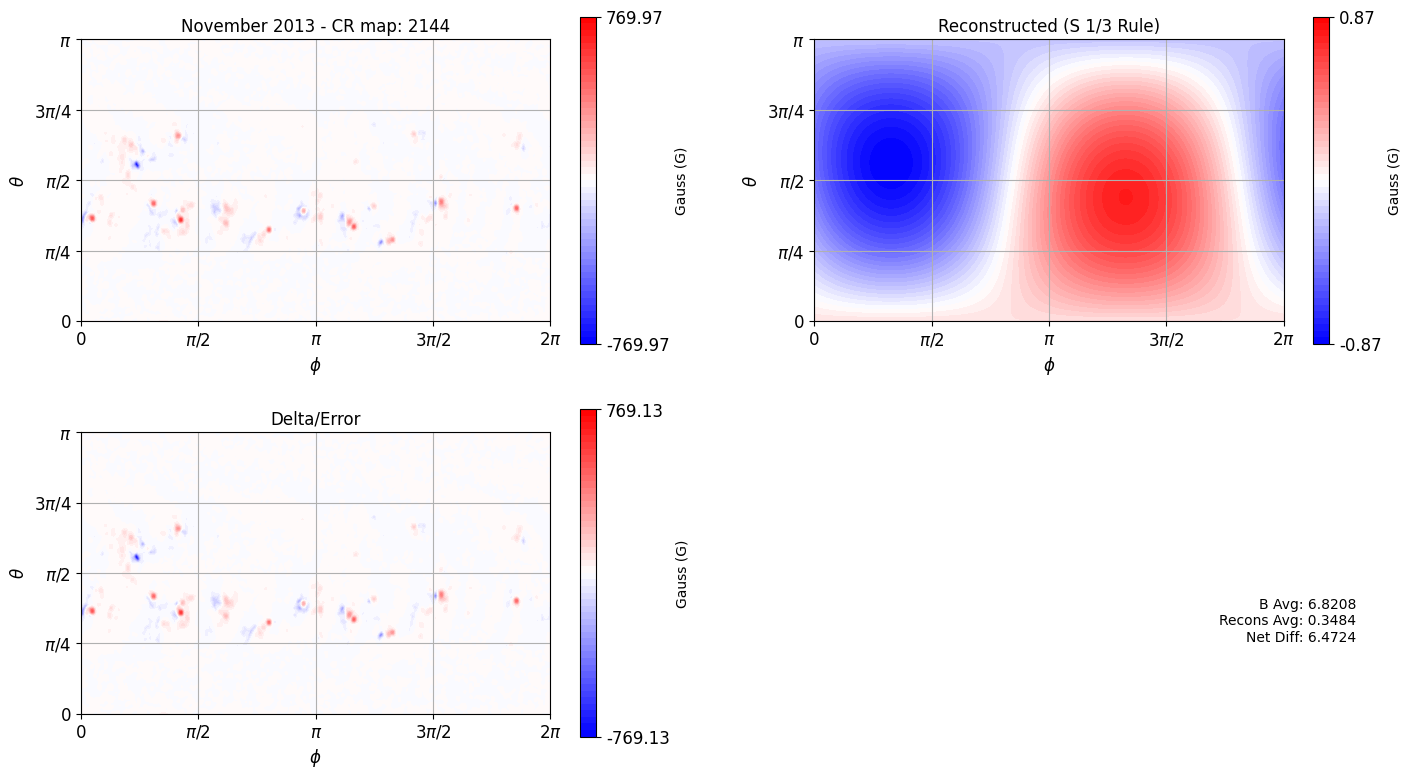 November 2013 - CR map: 2144
π
3π/4
π/2
π/4
0
θ
0
π/2
π
3π/2
2π
ϕ
769.97
-769.97
Gauss (G)
Reconstructed (S 1/3 Rule)
π
3π/4
π/2
π/4
0
θ
0
π/2
π
3π/2
2π
ϕ
0.87
-0.87
Gauss (G)
Delta/Error
π
3π/4
π/2
π/4
0
θ
0
π/2
π
3π/2
2π
ϕ
769.13
-769.13
Gauss (G)
B Avg: 6.8208
Recons Avg: 0.3484
Net Diff: 6.4724